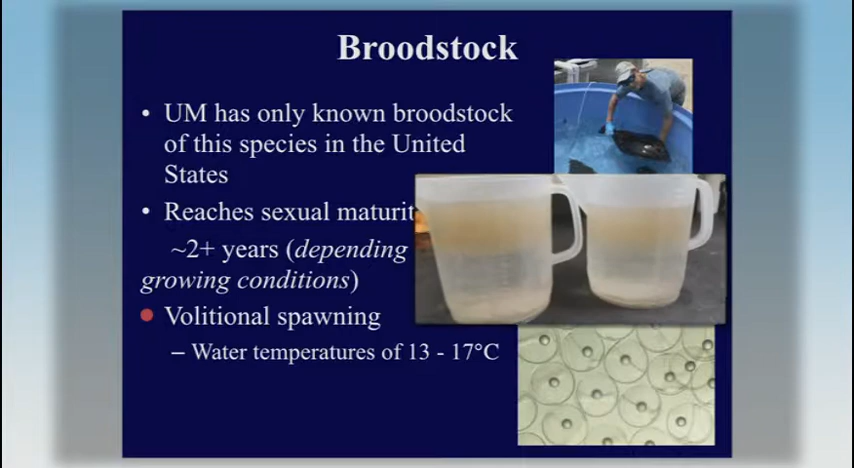 Broodstock
• UM has only known broodstock
of this species in the United
States
• Reaches sexual maturit
~2+ years (depending
growing conditions)
• Volitional spawning
– Water temperatures of 13 - 17°C